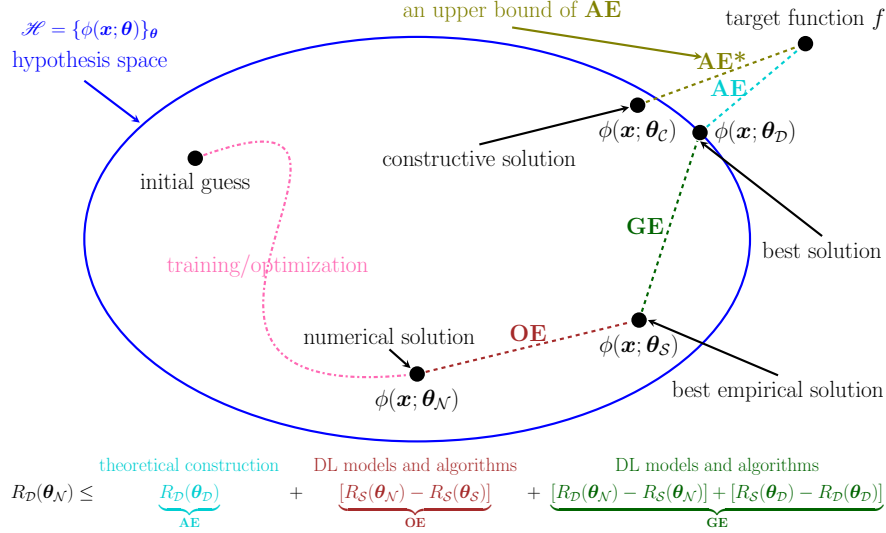 an upper bound of AE
target function f
ℋ = {ϕ(x; θ)}_θ
hypothesis space
AE*
AE
ϕ(x; θ_C)
ϕ(x; θ_D)
constructive solution
initial guess
GE
best solution
training/optimization
numerical solution
OE
ϕ(x; θ_S)
best empirical solution
ϕ(x; θ_N)
theoretical construction
DL models and algorithms
DL models and algorithms
R_D(θ_N) ≤ R_D(θ_D) + [R_S(θ_N) − R_S(θ_S)] + [R_D(θ_N) − R_S(θ_N)] + [R_S(θ_D) − R_D(θ_D)]
AE
OE
GE